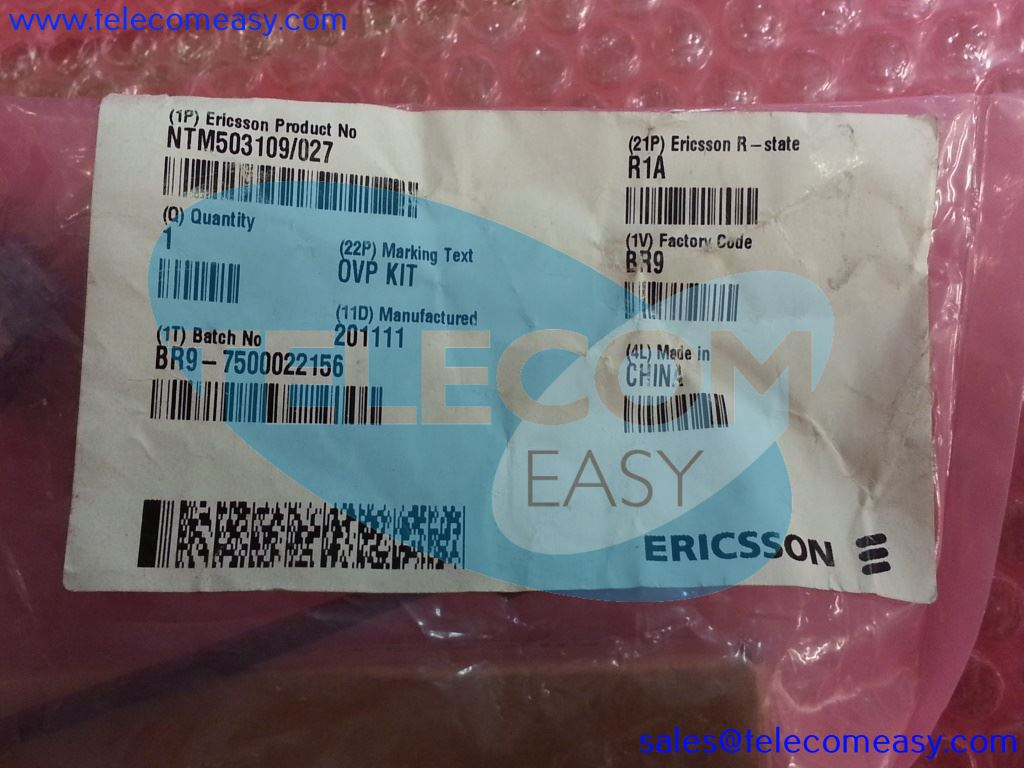 www.telecomeasy.com
(1P) Ericsson Product No
NTM503109/027
(21P) Ericsson R-state
R1A
(Q) Quantity
1
(22P) Marking Text
OVP KIT
(1V) Factory Code
BR9
(11D) Manufactured
201111
(1T) Batch No
BR9-7500022156
(4L) Made in
CHINA
TELECOM
EASY
ERICSSON
sales@telecomeasy.com